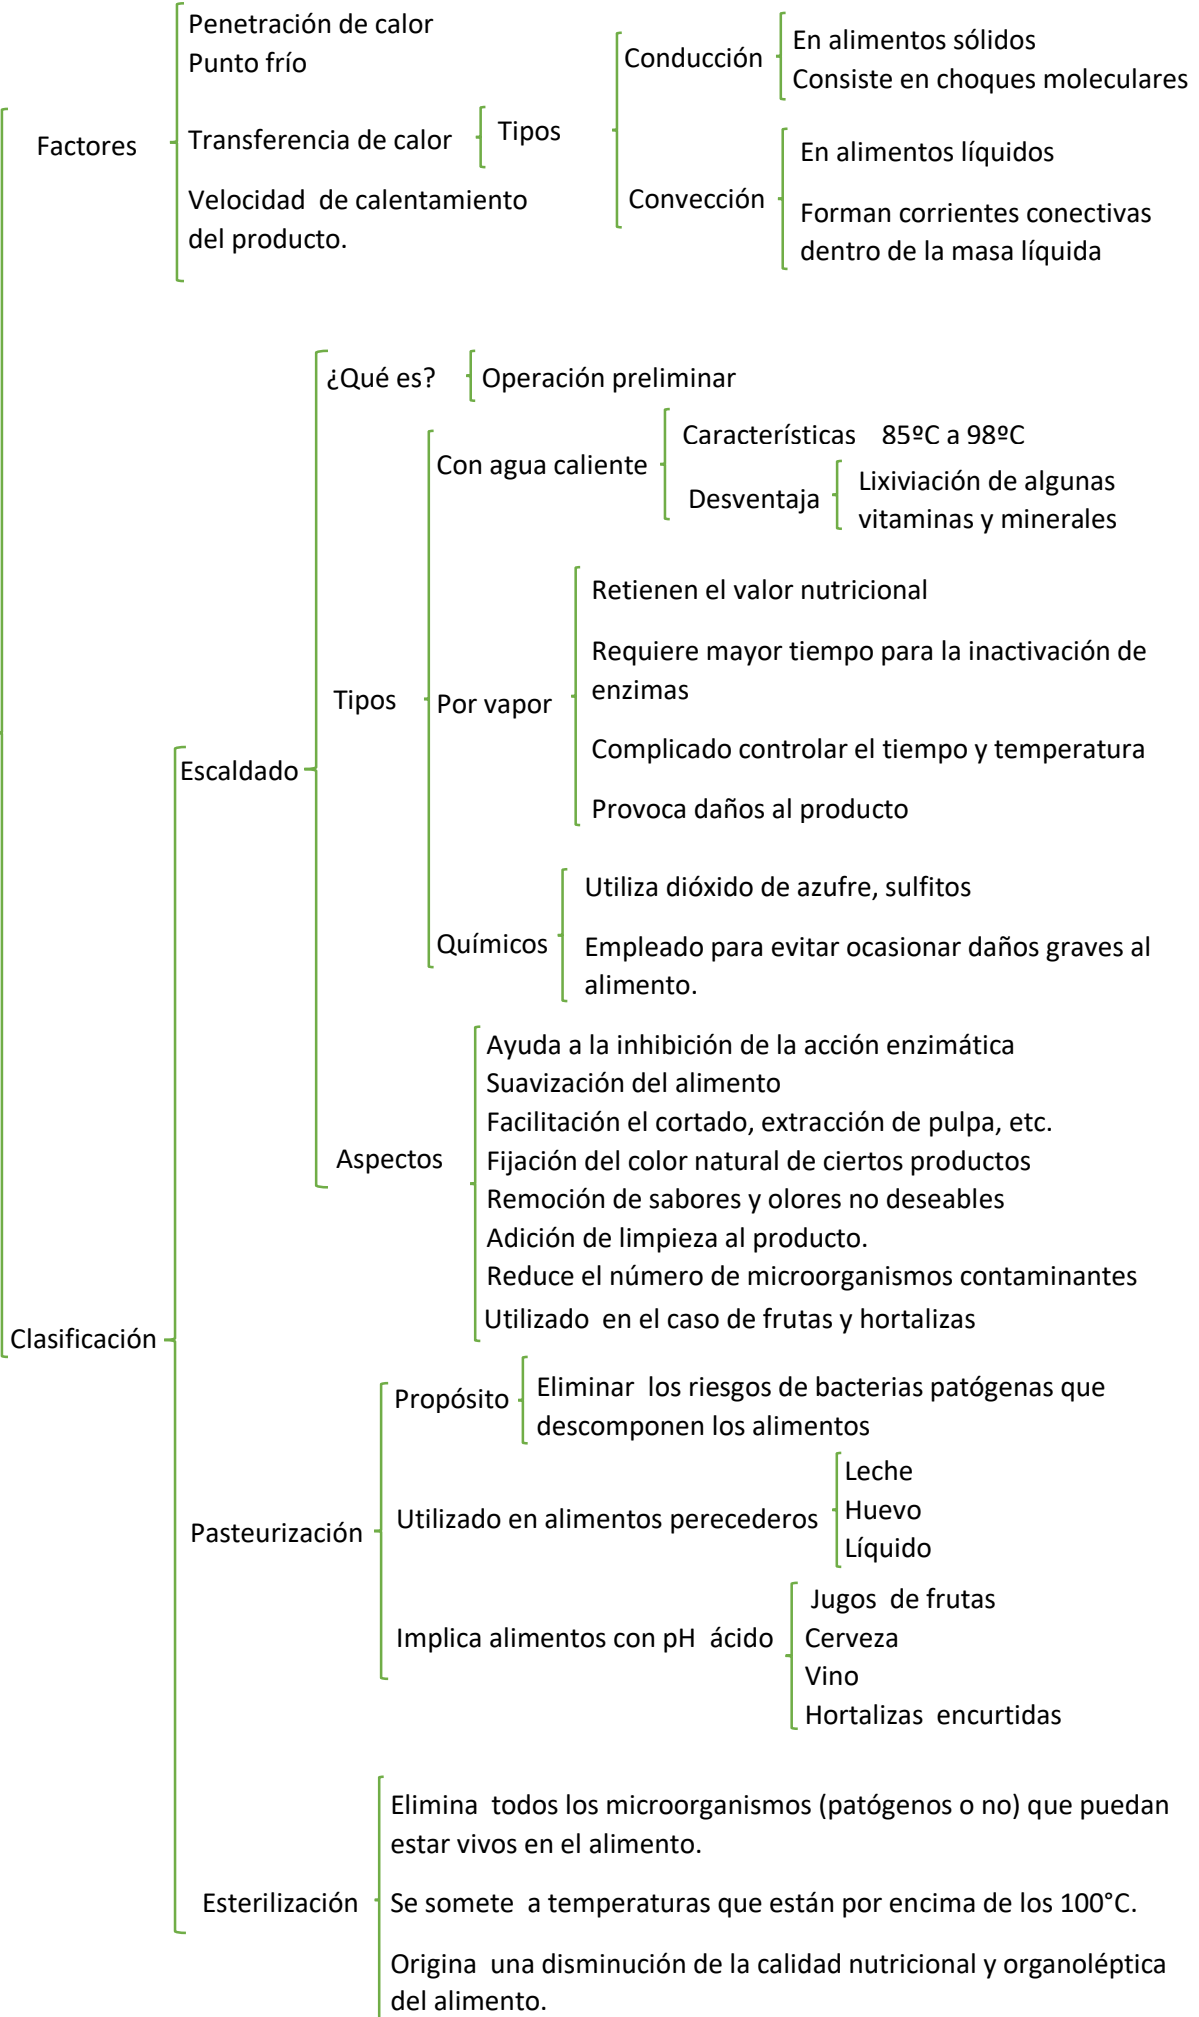 Factores
Penetración de calor
Punto frío
Transferencia de calor
Tipos
Conducción
En alimentos sólidos
Consiste en choques moleculares
Convección
En alimentos líquidos
Forman corrientes conectivas
dentro de la masa líquida
Velocidad de calentamiento
del producto.
Clasificación
Escaldado
¿Qué es?
Operación preliminar
Tipos
Con agua caliente
Características 85ºC a 98ºC
Desventaja
Lixiviación de algunas
vitaminas y minerales
Por vapor
Retienen el valor nutricional
Requiere mayor tiempo para la inactivación de
enzimas
Complicado controlar el tiempo y temperatura
Provoca daños al producto
Químicos
Utiliza dióxido de azufre, sulfitos
Empleado para evitar ocasionar daños graves al
alimento.
Aspectos
Ayuda a la inhibición de la acción enzimática
Suavización del alimento
Facilitación el cortado, extracción de pulpa, etc.
Fijación del color natural de ciertos productos
Remoción de sabores y olores no deseables
Adición de limpieza al producto.
Reduce el número de microorganismos contaminantes
Utilizado en el caso de frutas y hortalizas
Pasteurización
Propósito
Eliminar los riesgos de bacterias patógenas que
descomponen los alimentos
Utilizado en alimentos perecederos
Leche
Huevo
Líquido
Implica alimentos con pH ácido
Jugos de frutas
Cerveza
Vino
Hortalizas encurtidas
Esterilización
Elimina todos los microorganismos (patógenos o no) que puedan
estar vivos en el alimento.
Se somete a temperaturas que están por encima de los 100°C.
Origina una disminución de la calidad nutricional y organoléptica
del alimento.